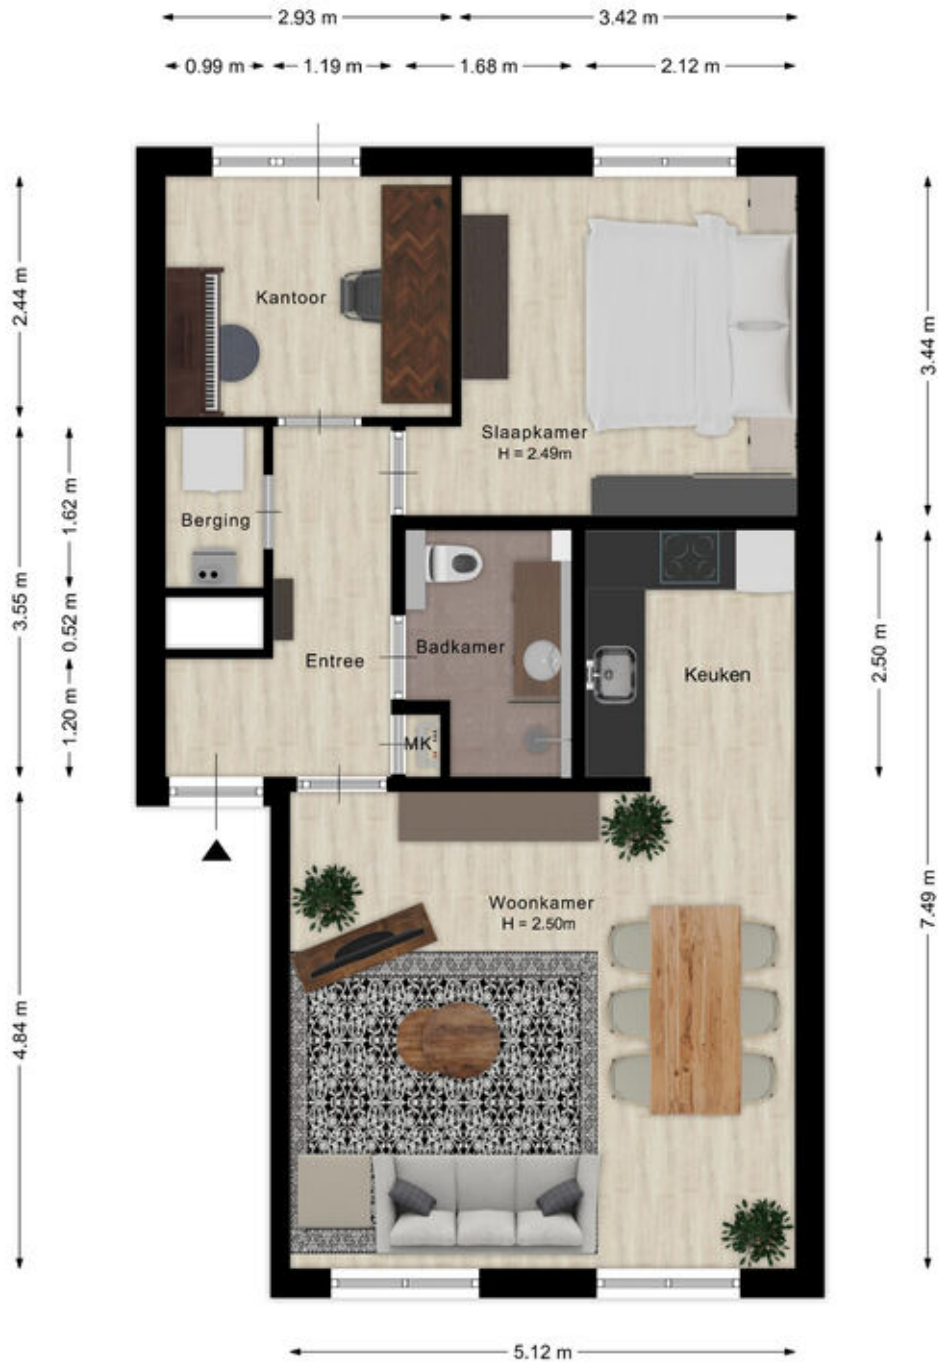 2.93 m
3.42 m
0.99 m
1.19 m
1.68 m
2.12 m
2.44 m
3.44 m
Kantoor
Slaapkamer
H = 2.49m
1.62 m
Berging
3.55 m
0.52 m
2.50 m
Entree
Badkamer
Keuken
1.20 m
MK
Woonkamer
H = 2.50m
7.49 m
4.84 m
5.12 m